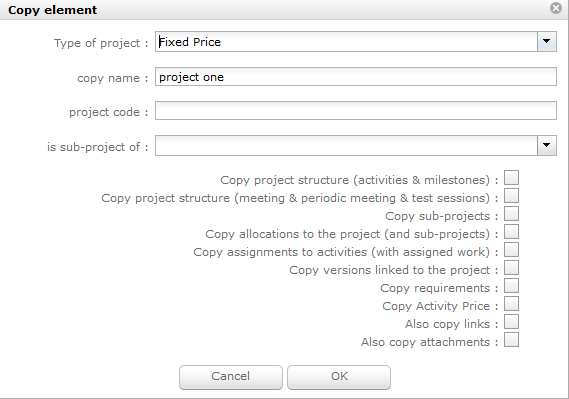 Copy element
Type of project : Fixed Price
copy name : project one
project code :
is sub-project of :
Copy project structure (activities & milestones) :
Copy project structure (meeting & periodic meeting & test sessions) :
Copy sub-projects :
Copy allocations to the project (and sub-projects) :
Copy assignments to activities (with assigned work) :
Copy versions linked to the project :
Copy requirements :
Copy Activity Price :
Also copy links :
Also copy attachments :
Cancel OK